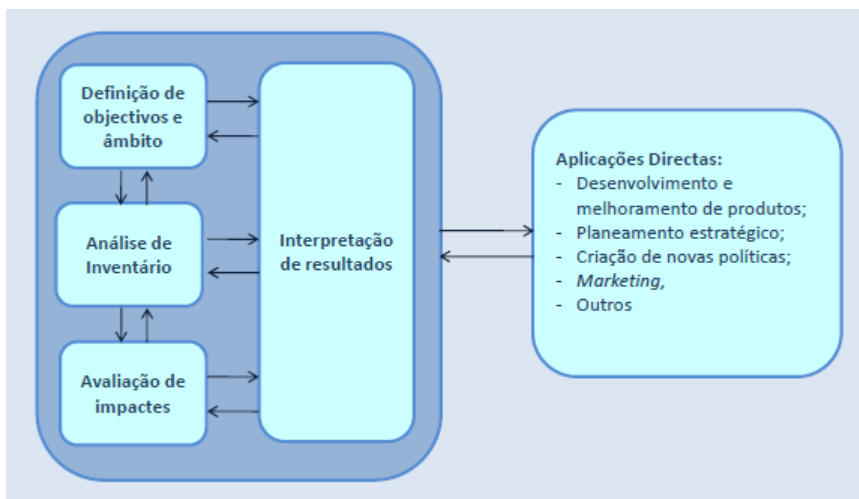 Definição de
objectivos e
âmbito
Análise de
Inventário
Avaliação de
impactes
Interpretação
de resultados
Aplicações Directas:
- Desenvolvimento e
melhoramento de produtos;
- Planeamento estratégico;
- Criação de novas políticas;
- Marketing,
- Outros